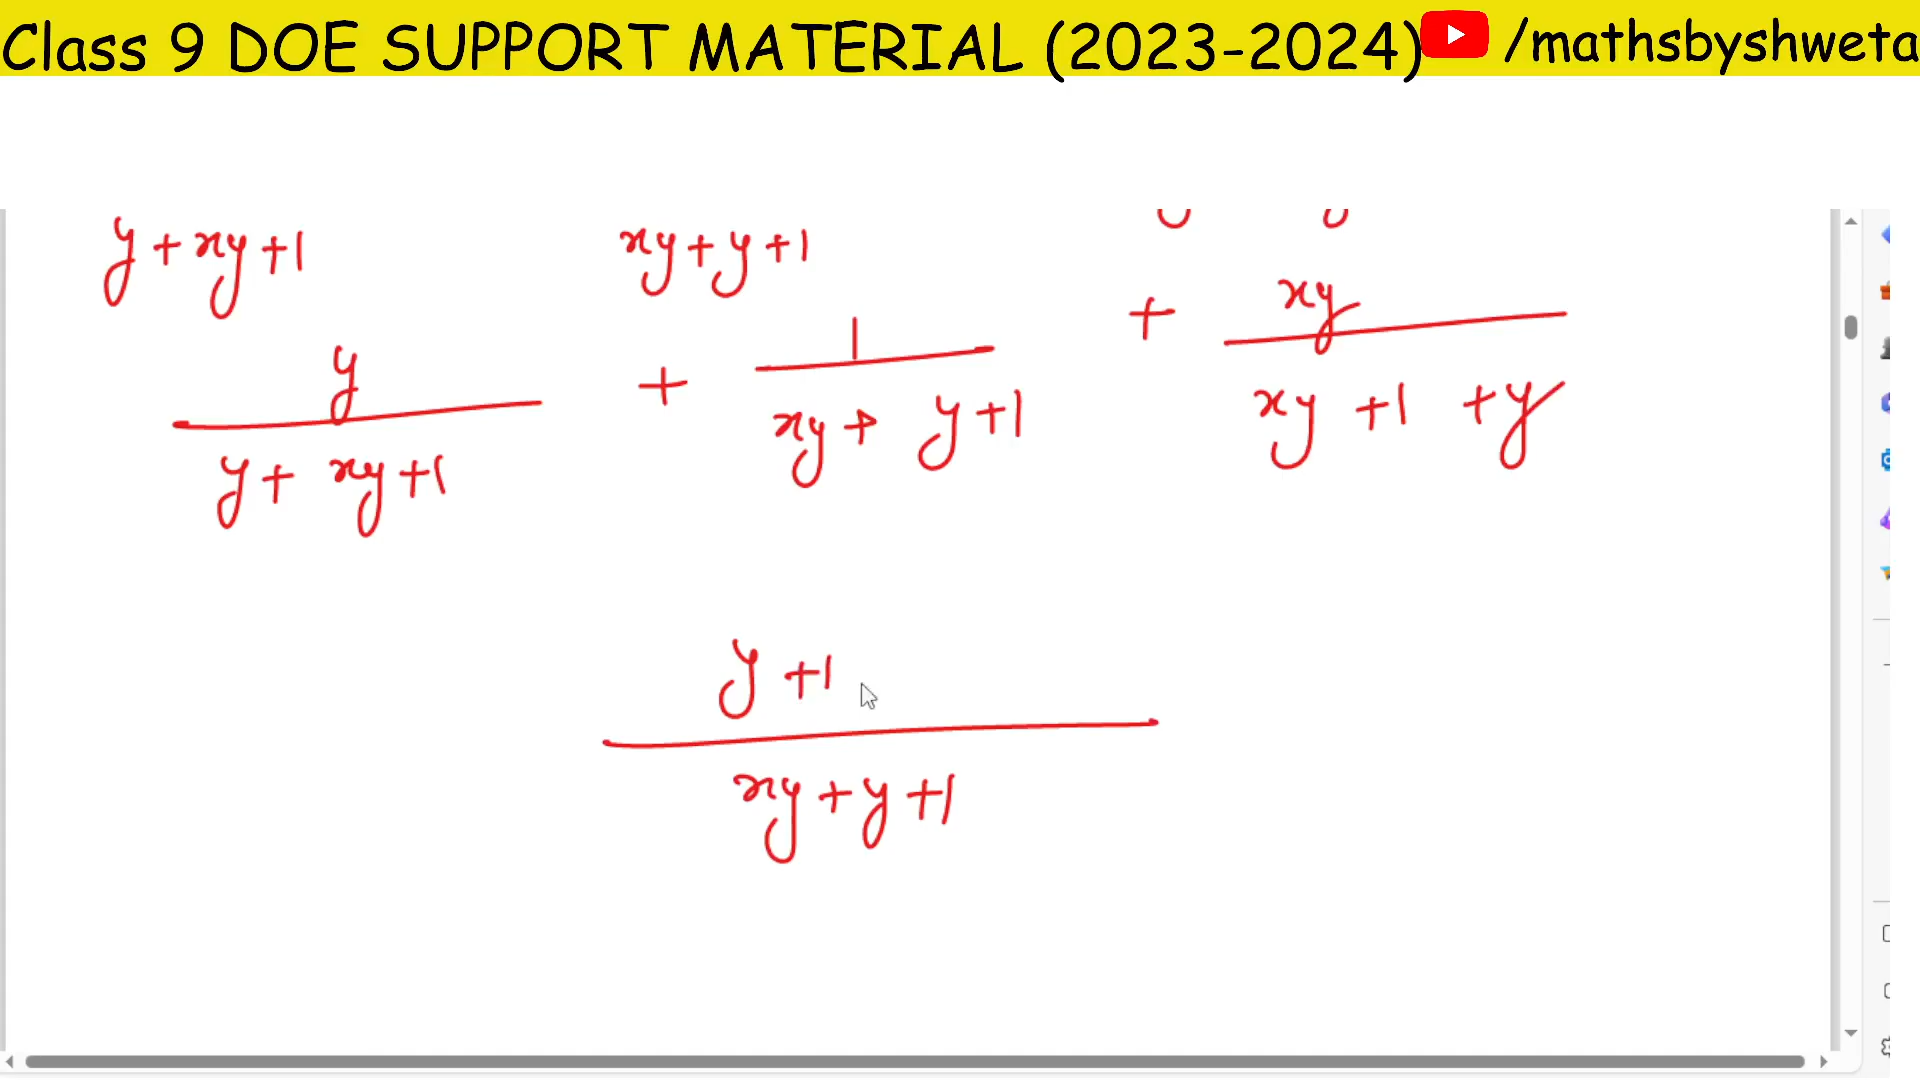 Class 9 DOE SUPPORT MATERIAL (2023-2024) /mathsbyshweta
y+xy+1 xy+y+1
y/(y+xy+1) + 1/(xy+y+1) + xy/(xy+1+y)
y+1
xy+y+1